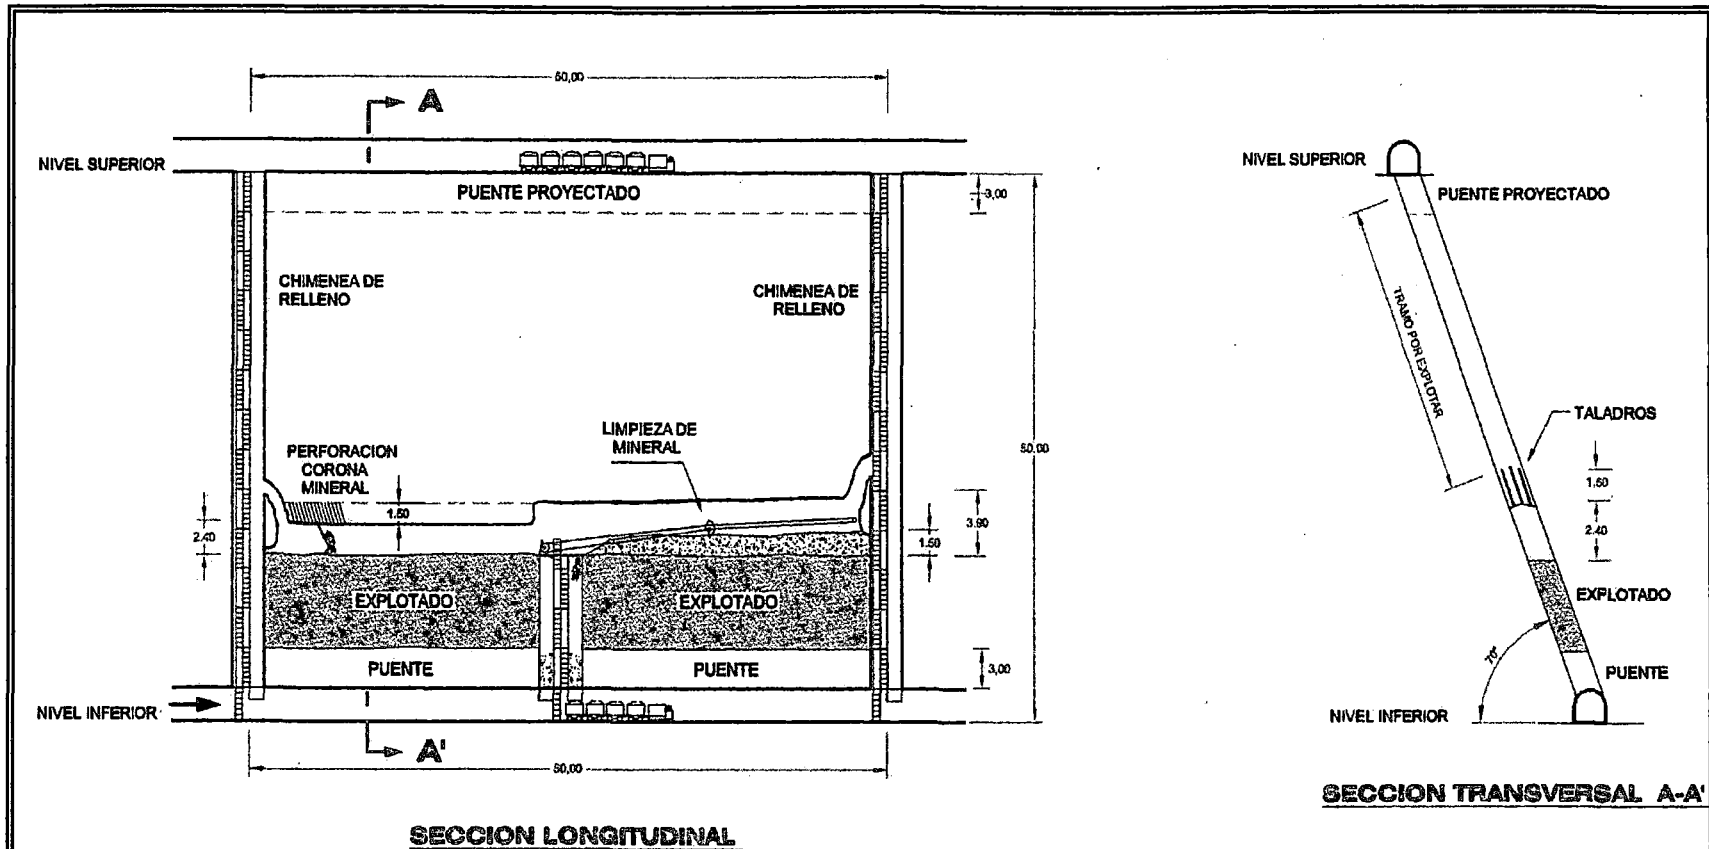 60,00
A
NIVEL SUPERIOR
PUENTE PROYECTADO
3,00
CHIMENEA DE
RELLENO
CHIMENEA DE
RELLENO
LIMPIEZA DE
MINERAL
PERFORACION
CORONA
MINERAL
1.50
2.40
50,00
3.90
1.50
EXPLOTADO
EXPLOTADO
PUENTE
PUENTE
3,00
NIVEL INFERIOR
A'
60,00
SECCION LONGITUDINAL
NIVEL SUPERIOR
PUENTE PROYECTADO
TRAMO POR EXPLOTAR
TALADROS
1.50
2.40
EXPLOTADO
70°
PUENTE
NIVEL INFERIOR
SECCION TRANSVERSAL A-A'